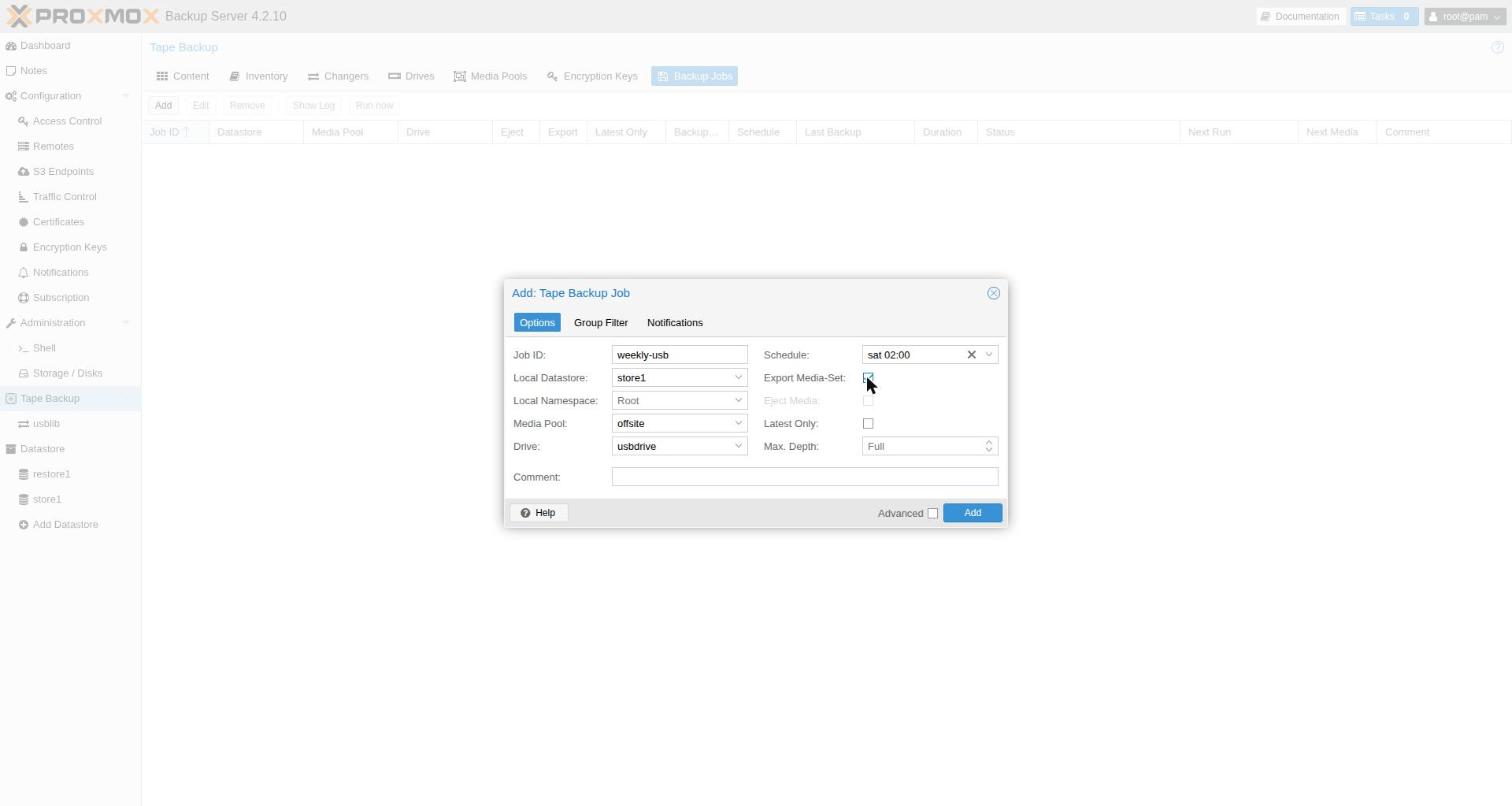 PROXMOX Backup Server 4.2.10
Documentation
Tasks 0
root@pam
Dashboard
Notes
Configuration
Access Control
Remotes
S3 Endpoints
Traffic Control
Certificates
Encryption Keys
Notifications
Subscription
Administration
Shell
Storage / Disks
Tape Backup
usblib
Datastore
restore1
store1
Add Datastore
Tape Backup
Content Inventory Changers Drives Media Pools Encryption Keys Backup Jobs
Add Edit Remove Show Log Run now
Job ID Datastore Media Pool Drive Eject Export Latest Only Backup... Schedule Last Backup Duration Status Next Run Next Media Comment
Add: Tape Backup Job
Options Group Filter Notifications
Job ID: weekly-usb Schedule: sat 02:00
Local Datastore: store1 Export Media-Set:
Local Namespace: Root Eject Media:
Media Pool: offsite Latest Only:
Drive: usbdrive Max. Depth: Full
Comment:
Help Advanced Add